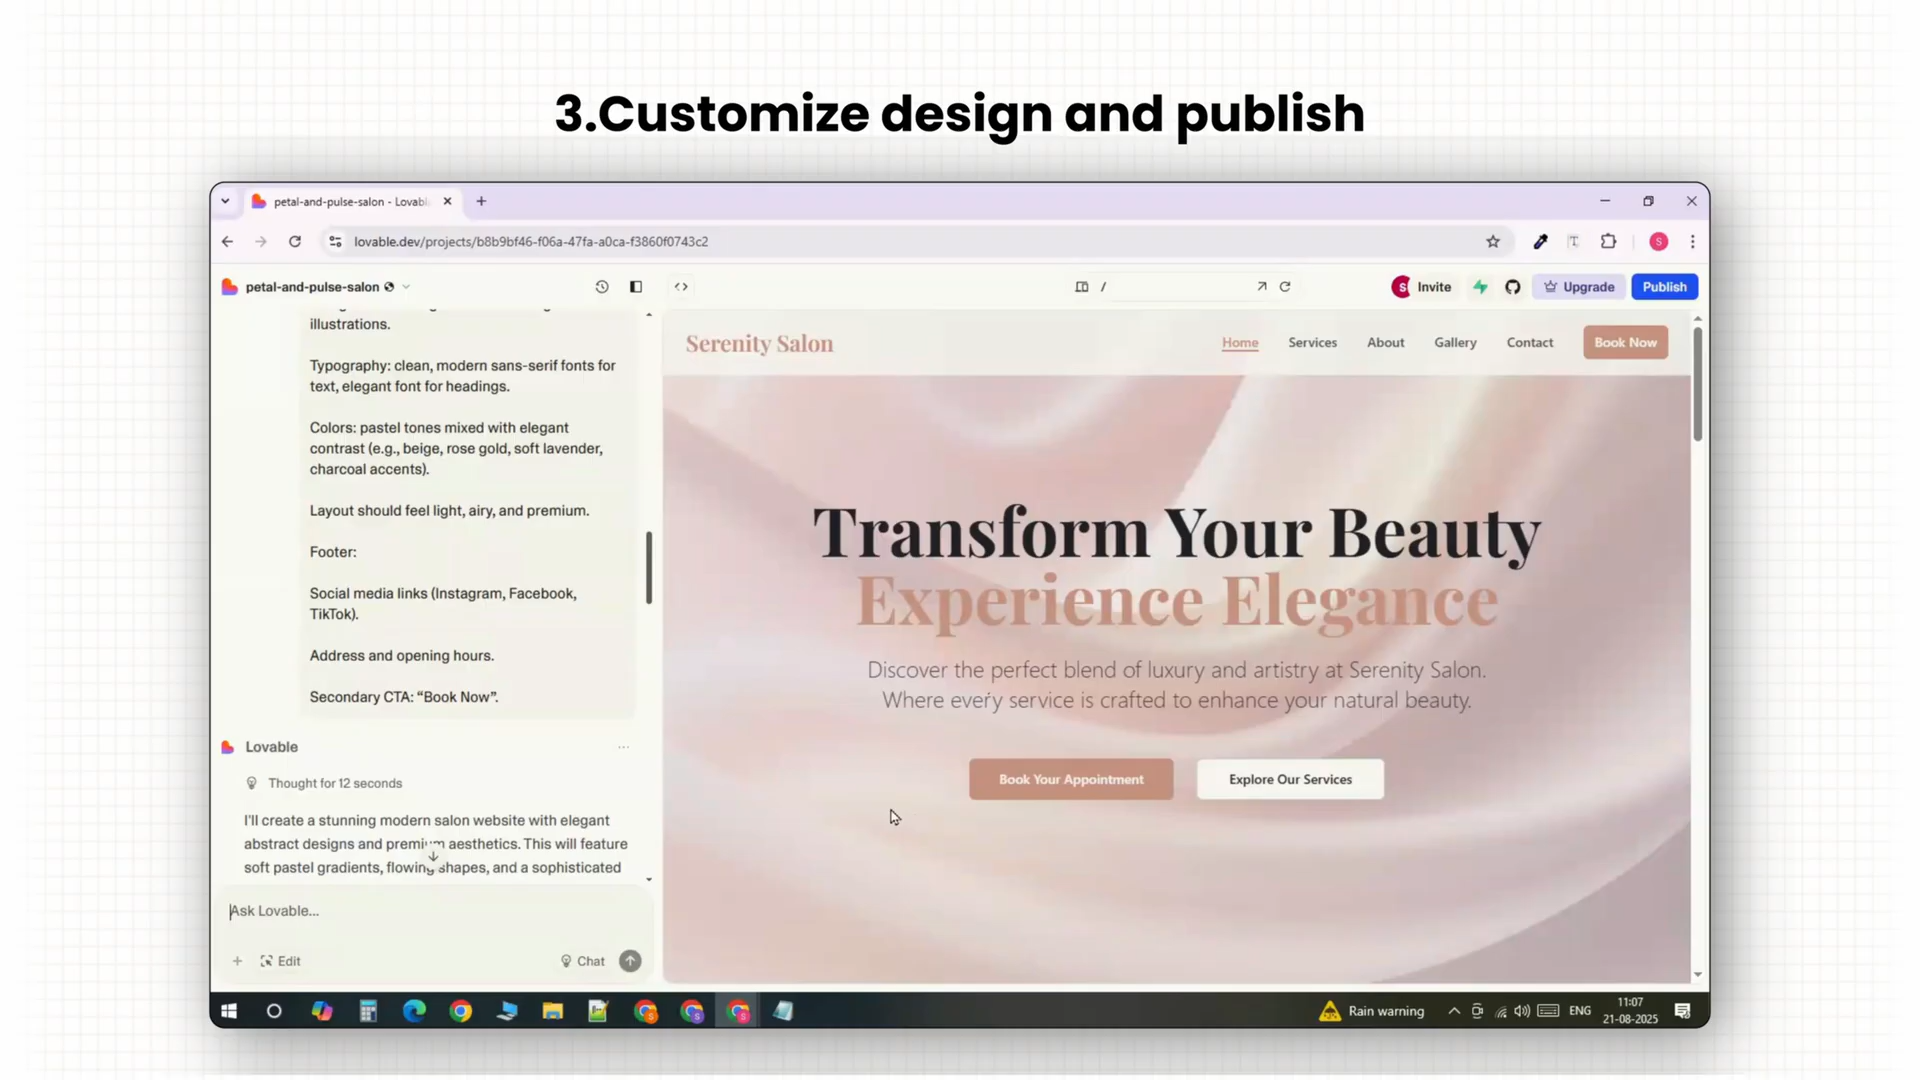 3.Customize design and publish
petal-and-pulse-salon - Lovabl
lovable.dev/projects/b8b9bf46-f06a-47fa-a0ca-f3860f0743c2
S
petal-and-pulse-salon
/
S Invite
Upgrade
Publish
illustrations.
Typography: clean, modern sans-serif fonts for
text, elegant font for headings.
Colors: pastel tones mixed with elegant
contrast (e.g., beige, rose gold, soft lavender,
charcoal accents).
Layout should feel light, airy, and premium.
Footer:
Social media links (Instagram, Facebook,
TikTok).
Address and opening hours.
Secondary CTA: “Book Now”.
Lovable
Thought for 12 seconds
I'll create a stunning modern salon website with elegant
abstract designs and premium aesthetics. This will feature
soft pastel gradients, flowing shapes, and a sophisticated
Ask Lovable...
Edit
Chat
Serenity Salon
Home
Services
About
Gallery
Contact
Book Now
Transform Your Beauty
Experience Elegance
Discover the perfect blend of luxury and artistry at Serenity Salon.
Where every service is crafted to enhance your natural beauty.
Book Your Appointment
Explore Our Services
Rain warning
ENG
11:07
21-08-2025